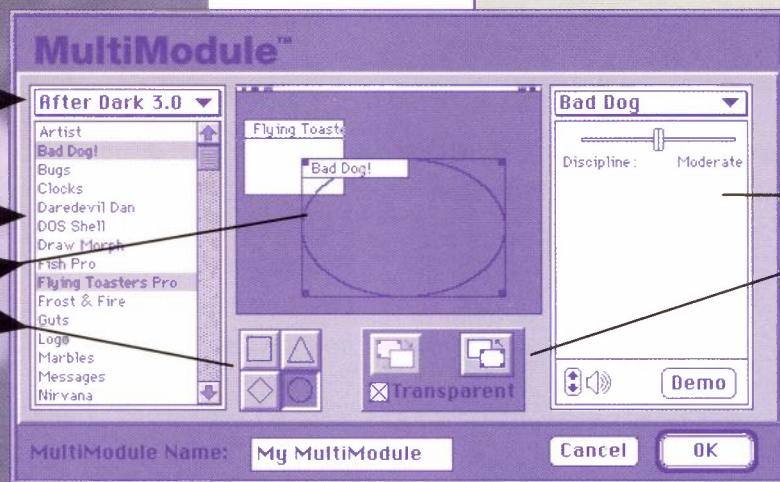 MultiModule™
After Dark 3.0
Artist
Bad Dog!
Bugs
Clocks
Daredevil Dan
DOS Shell
Draw Morph
Fish Pro
Flying Toasters Pro
Frost & Fire
Guts
Logo
Marbles
Messages
Nirvana
Flying Toaste
Bad Dog!
Transparent
Bad Dog
Discipline: Moderate
Demo
MultiModule Name: My MultiModule
Cancel OK